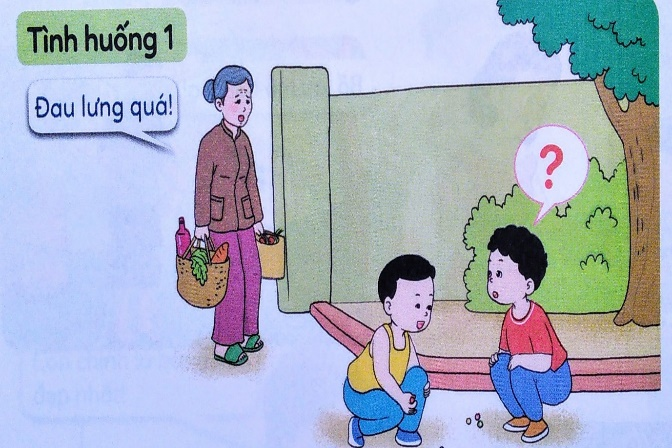 Tình huống 1
Đau lưng quá!
?